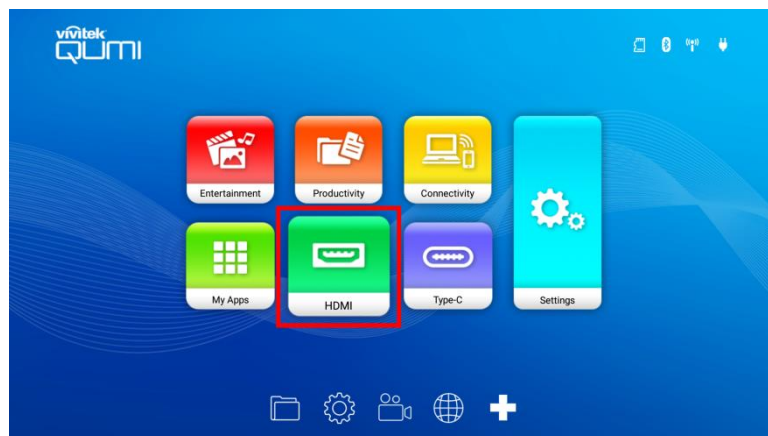 vivitek
QUMI
Entertainment
Productivity
Connectivity
My Apps
HDMI
Type-C
Settings